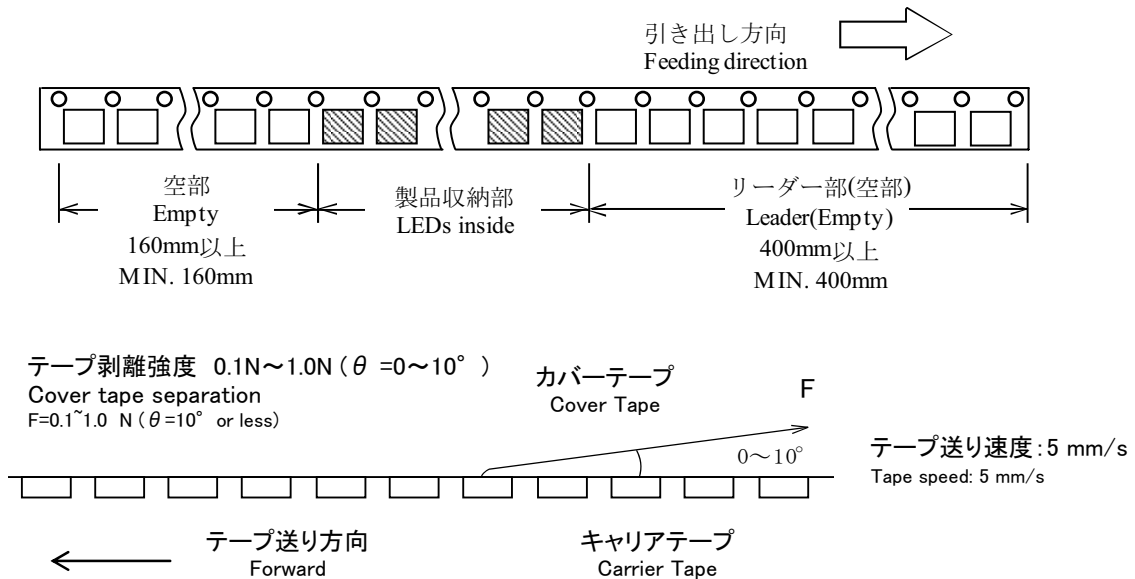 引き出し方向
Feeding direction
空部
Empty
160mm以上
MIN. 160mm
製品収納部
LEDs inside
リーダー部(空部)
Leader(Empty)
400mm以上
MIN. 400mm
テープ剥離強度 0.1N～1.0N (θ =0～10° )
Cover tape separation
F=0.1~1.0 N (θ=10° or less)
カバーテープ
Cover Tape
F
0～10°
テープ送り速度:5 mm/s
Tape speed: 5 mm/s
テープ送り方向
Forward
キャリアテープ
Carrier Tape